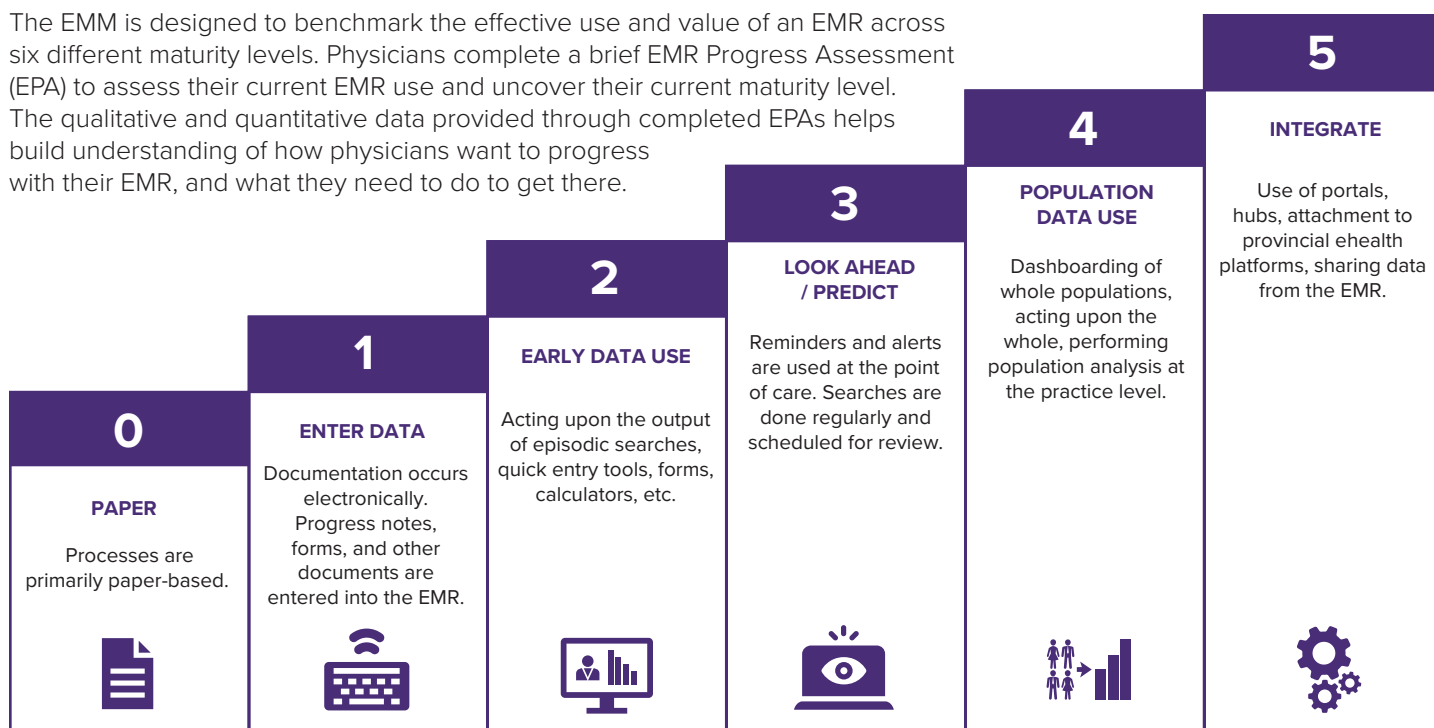 The EMM is designed to benchmark the effective use and value of an EMR across
six different maturity levels. Physicians complete a brief EMR Progress Assessment
(EPA) to assess their current EMR use and uncover their current maturity level.
The qualitative and quantitative data provided through completed EPAs helps
build understanding of how physicians want to progress
with their EMR, and what they need to do to get there.
0
PAPER
Processes are
primarily paper-based.
1
ENTER DATA
Documentation occurs
electronically.
Progress notes,
forms, and other
documents are
entered into the EMR.
2
EARLY DATA USE
Acting upon the output
of episodic searches,
quick entry tools, forms,
calculators, etc.
3
LOOK AHEAD
/ PREDICT
Reminders and alerts
are used at the point
of care. Searches are
done regularly and
scheduled for review.
4
POPULATION
DATA USE
Dashboarding of
whole populations,
acting upon the
whole, performing
population analysis at
the practice level.
5
INTEGRATE
Use of portals,
hubs, attachment to
provincial ehealth
platforms, sharing data
from the EMR.